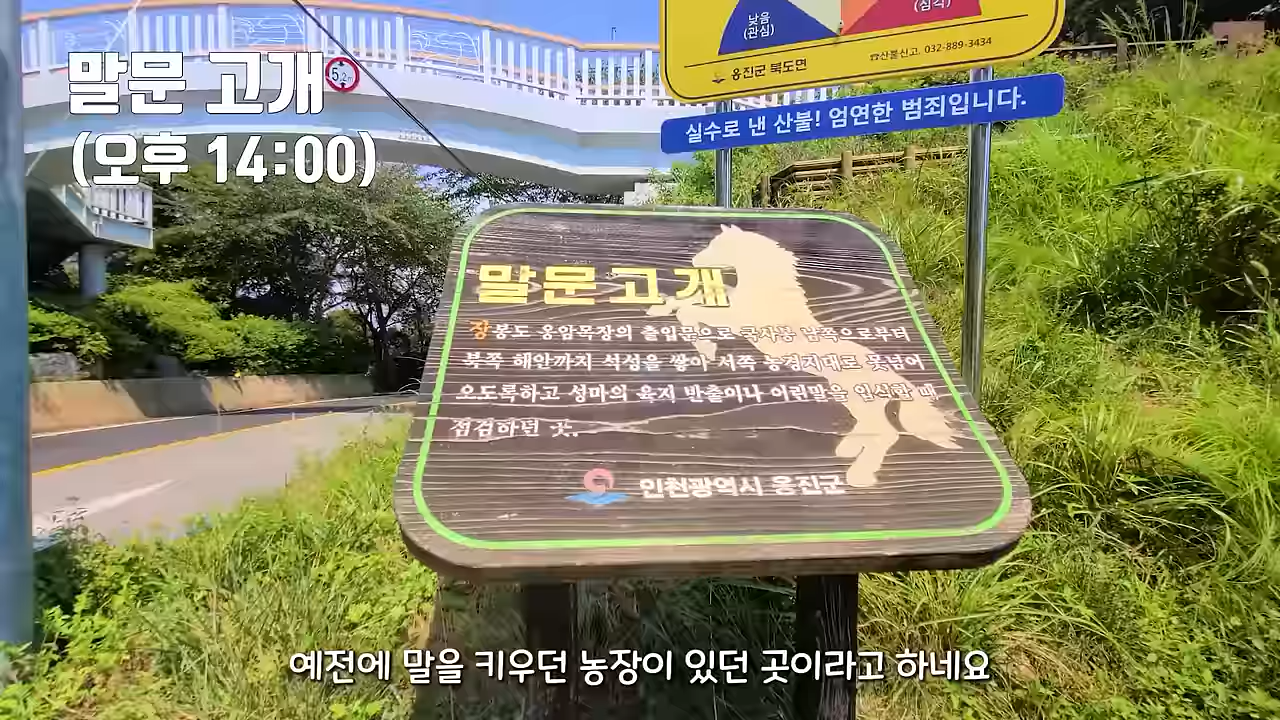 말문 고개
(오후 14:00)
5.2m
낮음
(관심)
(심각)
☎산불신고. 032-889-3434
옹진군 북도면
실수로 낸 산불! 엄연한 범죄입니다.
말문고개
장봉도 옹암목장의 출입문으로 국사봉 남쪽으로부터
북쪽 해안까지 석성을 쌓아 서쪽 농경지대로 못넘어
오도록하고 성마의 육지 반출이나 어린말을 입식할 때
점검하던 곳.
인천광역시 옹진군
예전에 말을 키우던 농장이 있던 곳이라고 하네요